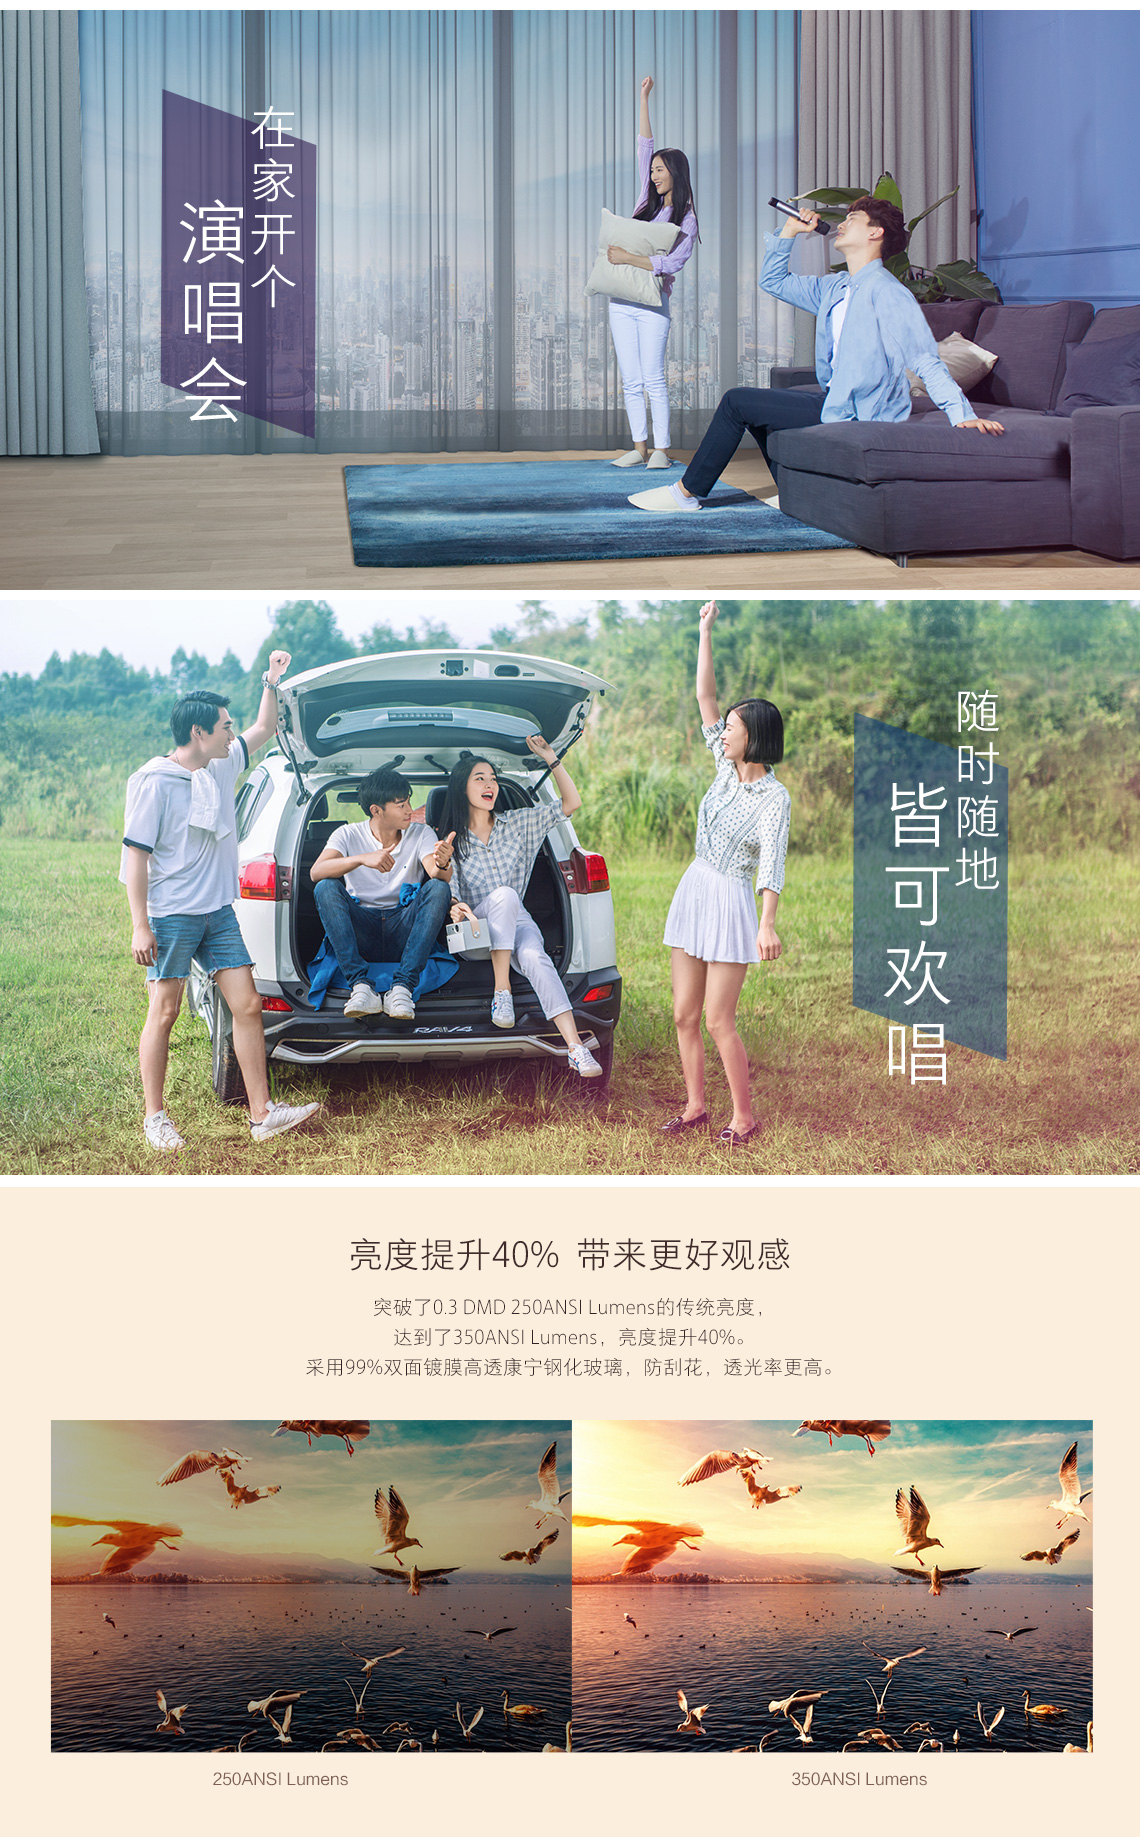 在家开个
演唱会
RAV4
随时随地
皆可欢唱
亮度提升40% 带来更好观感
突破了0.3 DMD 250ANSI Lumens的传统亮度，
达到了350ANSI Lumens，亮度提升40%。
采用99%双面镀膜高透康宁钢化玻璃，防刮花，透光率更高。
250ANSI Lumens
350ANSI Lumens